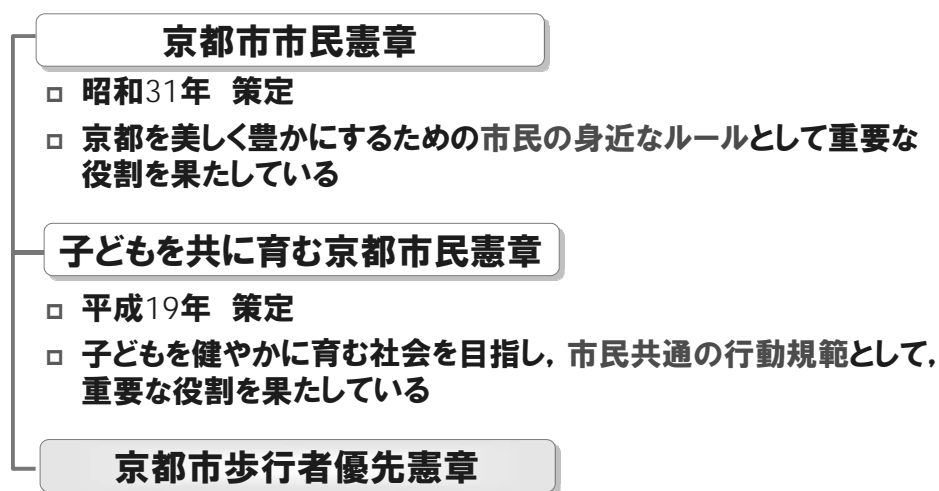 京都市市民憲章
□ 昭和31年 策定
□ 京都を美しく豊かにするための市民の身近なルールとして重要な
役割を果たしている
子どもを共に育む京都市民憲章
□ 平成19年 策定
□ 子どもを健やかに育む社会を目指し，市民共通の行動規範として，
重要な役割を果たしている
京都市歩行者優先憲章